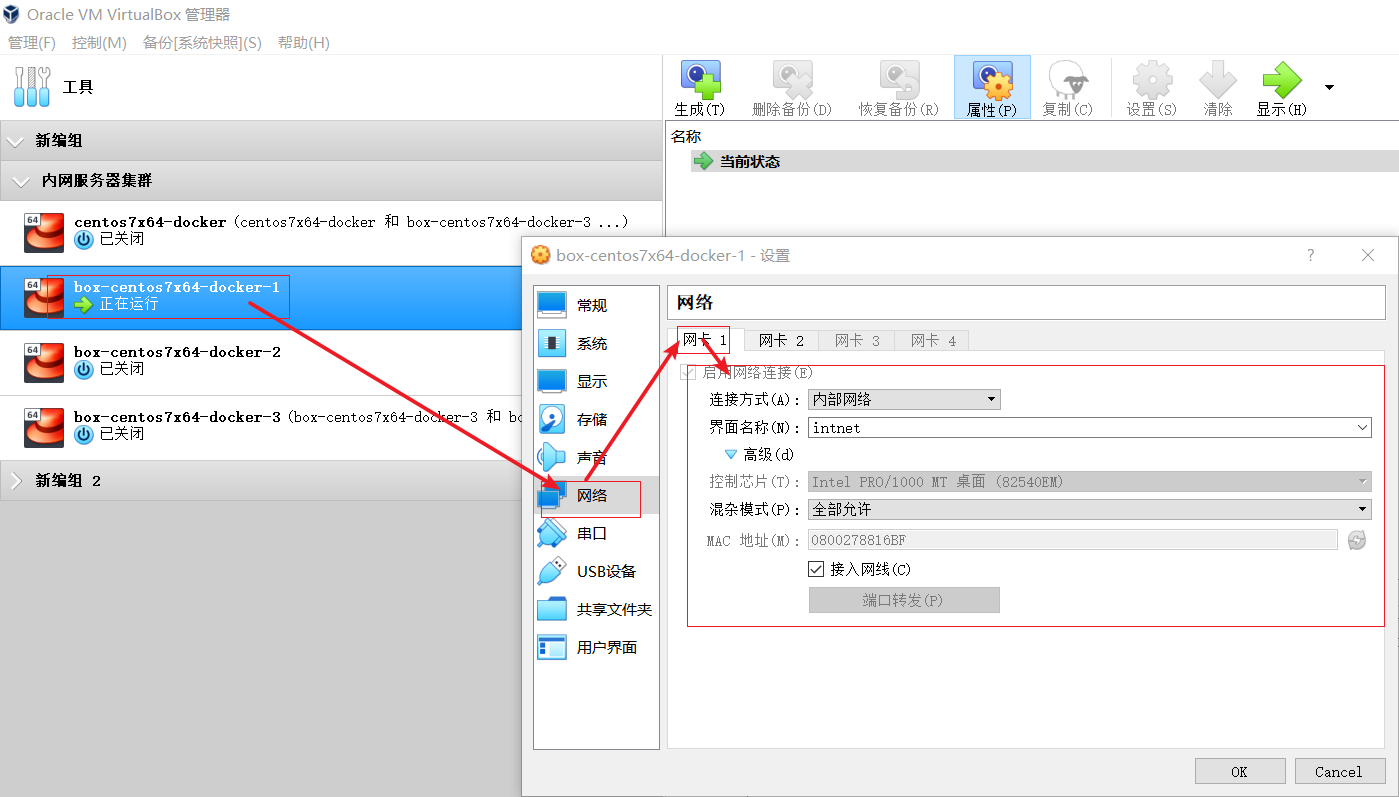 Oracle VM VirtualBox 管理器
管理(F) 控制(M) 备份[系统快照](S) 帮助(H)
工具
生成(T) 删除备份(D) 恢复备份(R) 属性(P) 复制(C) 设置(S) 清除 显示(H)
名称
当前状态
新编组
内网服务器集群
centos7x64-docker (centos7x64-docker 和 box-centos7x64-docker-3 ...)
已关闭
box-centos7x64-docker-1
正在运行
box-centos7x64-docker-2
已关闭
box-centos7x64-docker-3 (box-centos7x64-docker-3 和 bo
已关闭
新编组 2
64
64
64
64
box-centos7x64-docker-1 - 设置
?
常规
系统
显示
存储
声音
网络
串口
USB设备
共享文件夹
用户界面
网络
网卡 1 网卡 2 网卡 3 网卡 4
启用网络连接(E)
连接方式(A): 内部网络
界面名称(N): intnet
高级(d)
控制芯片(T): Intel PRO/1000 MT 桌面 (82540EM)
混杂模式(P): 全部允许
MAC 地址(M): 0800278816BF
接入网线(C)
端口转发(P)
OK Cancel